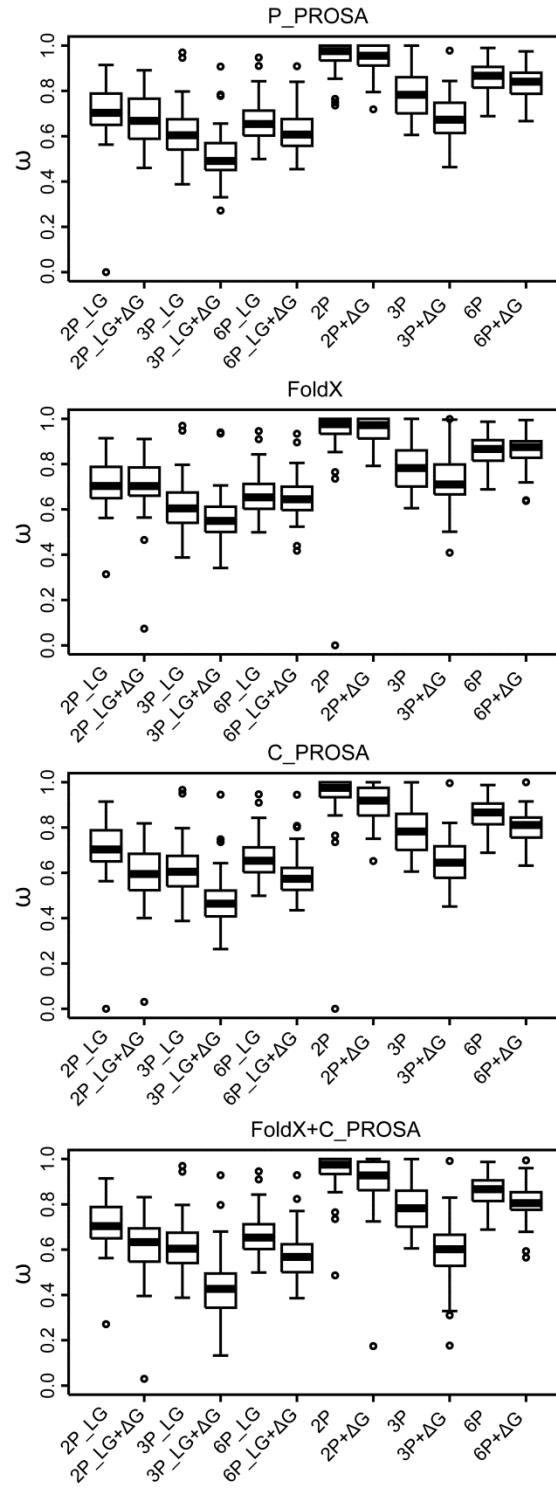 P_PROSA
ω
1.0
0.8
0.6
0.4
0.2
0.0
2P_LG
2P_LG+ΔG
3P_LG
3P_LG+ΔG
6P_LG
6P_LG+ΔG
2P
2P+ΔG
3P
3P+ΔG
6P
6P+ΔG
FoldX
ω
1.0
0.8
0.6
0.4
0.2
0.0
2P_LG
2P_LG+ΔG
3P_LG
3P_LG+ΔG
6P_LG
6P_LG+ΔG
2P
2P+ΔG
3P
3P+ΔG
6P
6P+ΔG
C_PROSA
ω
1.0
0.8
0.6
0.4
0.2
0.0
2P_LG
2P_LG+ΔG
3P_LG
3P_LG+ΔG
6P_LG
6P_LG+ΔG
2P
2P+ΔG
3P
3P+ΔG
6P
6P+ΔG
FoldX+C_PROSA
ω
1.0
0.8
0.6
0.4
0.2
0.0
2P_LG
2P_LG+ΔG
3P_LG
3P_LG+ΔG
6P_LG
6P_LG+ΔG
2P
2P+ΔG
3P
3P+ΔG
6P
6P+ΔG